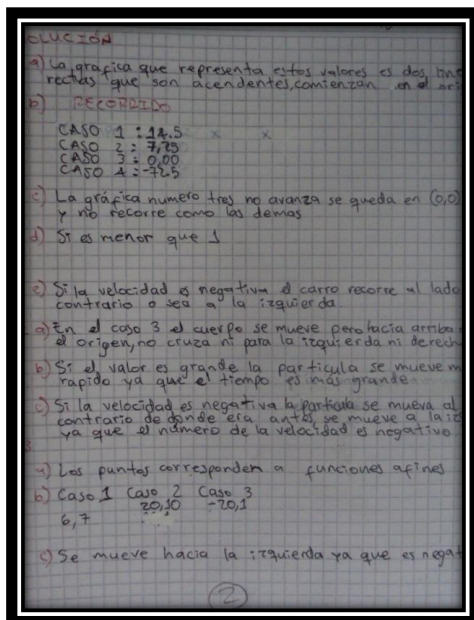 OLUCIÓN
a) La grafica que representa estos valores es dos,
rectas que son acendentes, comienzan en el
b) RECORRIDO
CASO 1 : 14.5 x x
CASO 2 : 7,25
CASO 3 : 0,00
CASO 4 : -72.5
c) La gráfica numero tres no avanza se queda en (0,0)
y no recorre como las demas
d) Si es menor que 1
e) Si la velocidad es negativa el carro recorre al lado
contrario o sea a la izquierda.
a) En el caso 3 el cuerpo se mueve pero hacia arriba
el origen, no cruza ni para la izquierda ni derech
b) Si el valor es grande la particula se mueve m
rapido ya que el tiempo es más grande
c) Si la velocidad es negativa la particula se mueva al
contrario de donde era antes, se mueve a la iz
ya que el número de la velocidad es negativo
a) Los puntos corresponden a funciones afines
b) Caso 1 Caso 2 Caso 3
6,7 20,10 -20,1
c) Se mueve hacia la izquierda ya que es negat
2